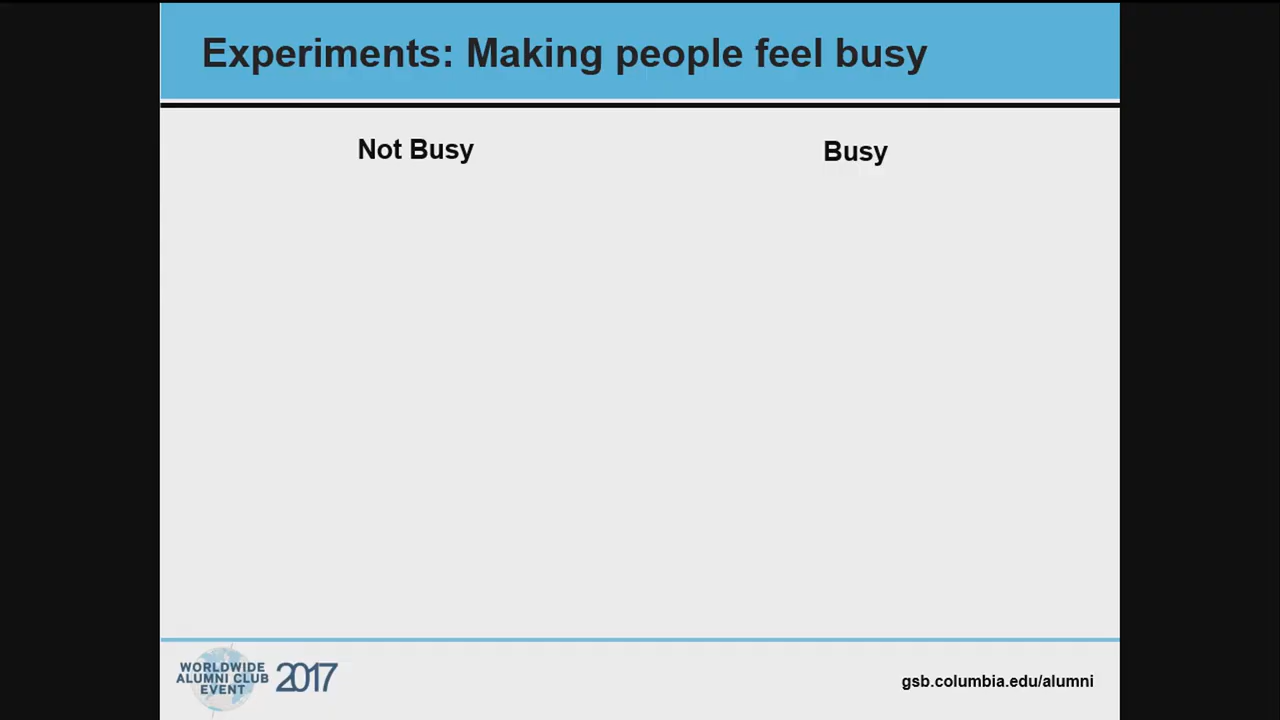 Experiments: Making people feel busy
Not Busy
Busy
WORLDWIDE
ALUMNI CLUB
EVENT
2017
gsb.columbia.edu/alumni